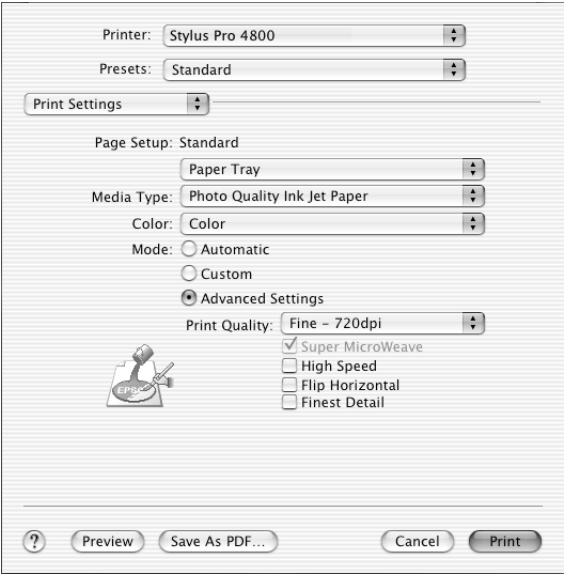 Printer: Stylus Pro 4800
Presets: Standard
Print Settings
Page Setup: Standard
Paper Tray
Media Type: Photo Quality Ink Jet Paper
Color: Color
Mode: Automatic
Custom
Advanced Settings
Print Quality: Fine – 720dpi
Super MicroWeave
High Speed
Flip Horizontal
Finest Detail
EPSO
? Preview Save As PDF... Cancel Print